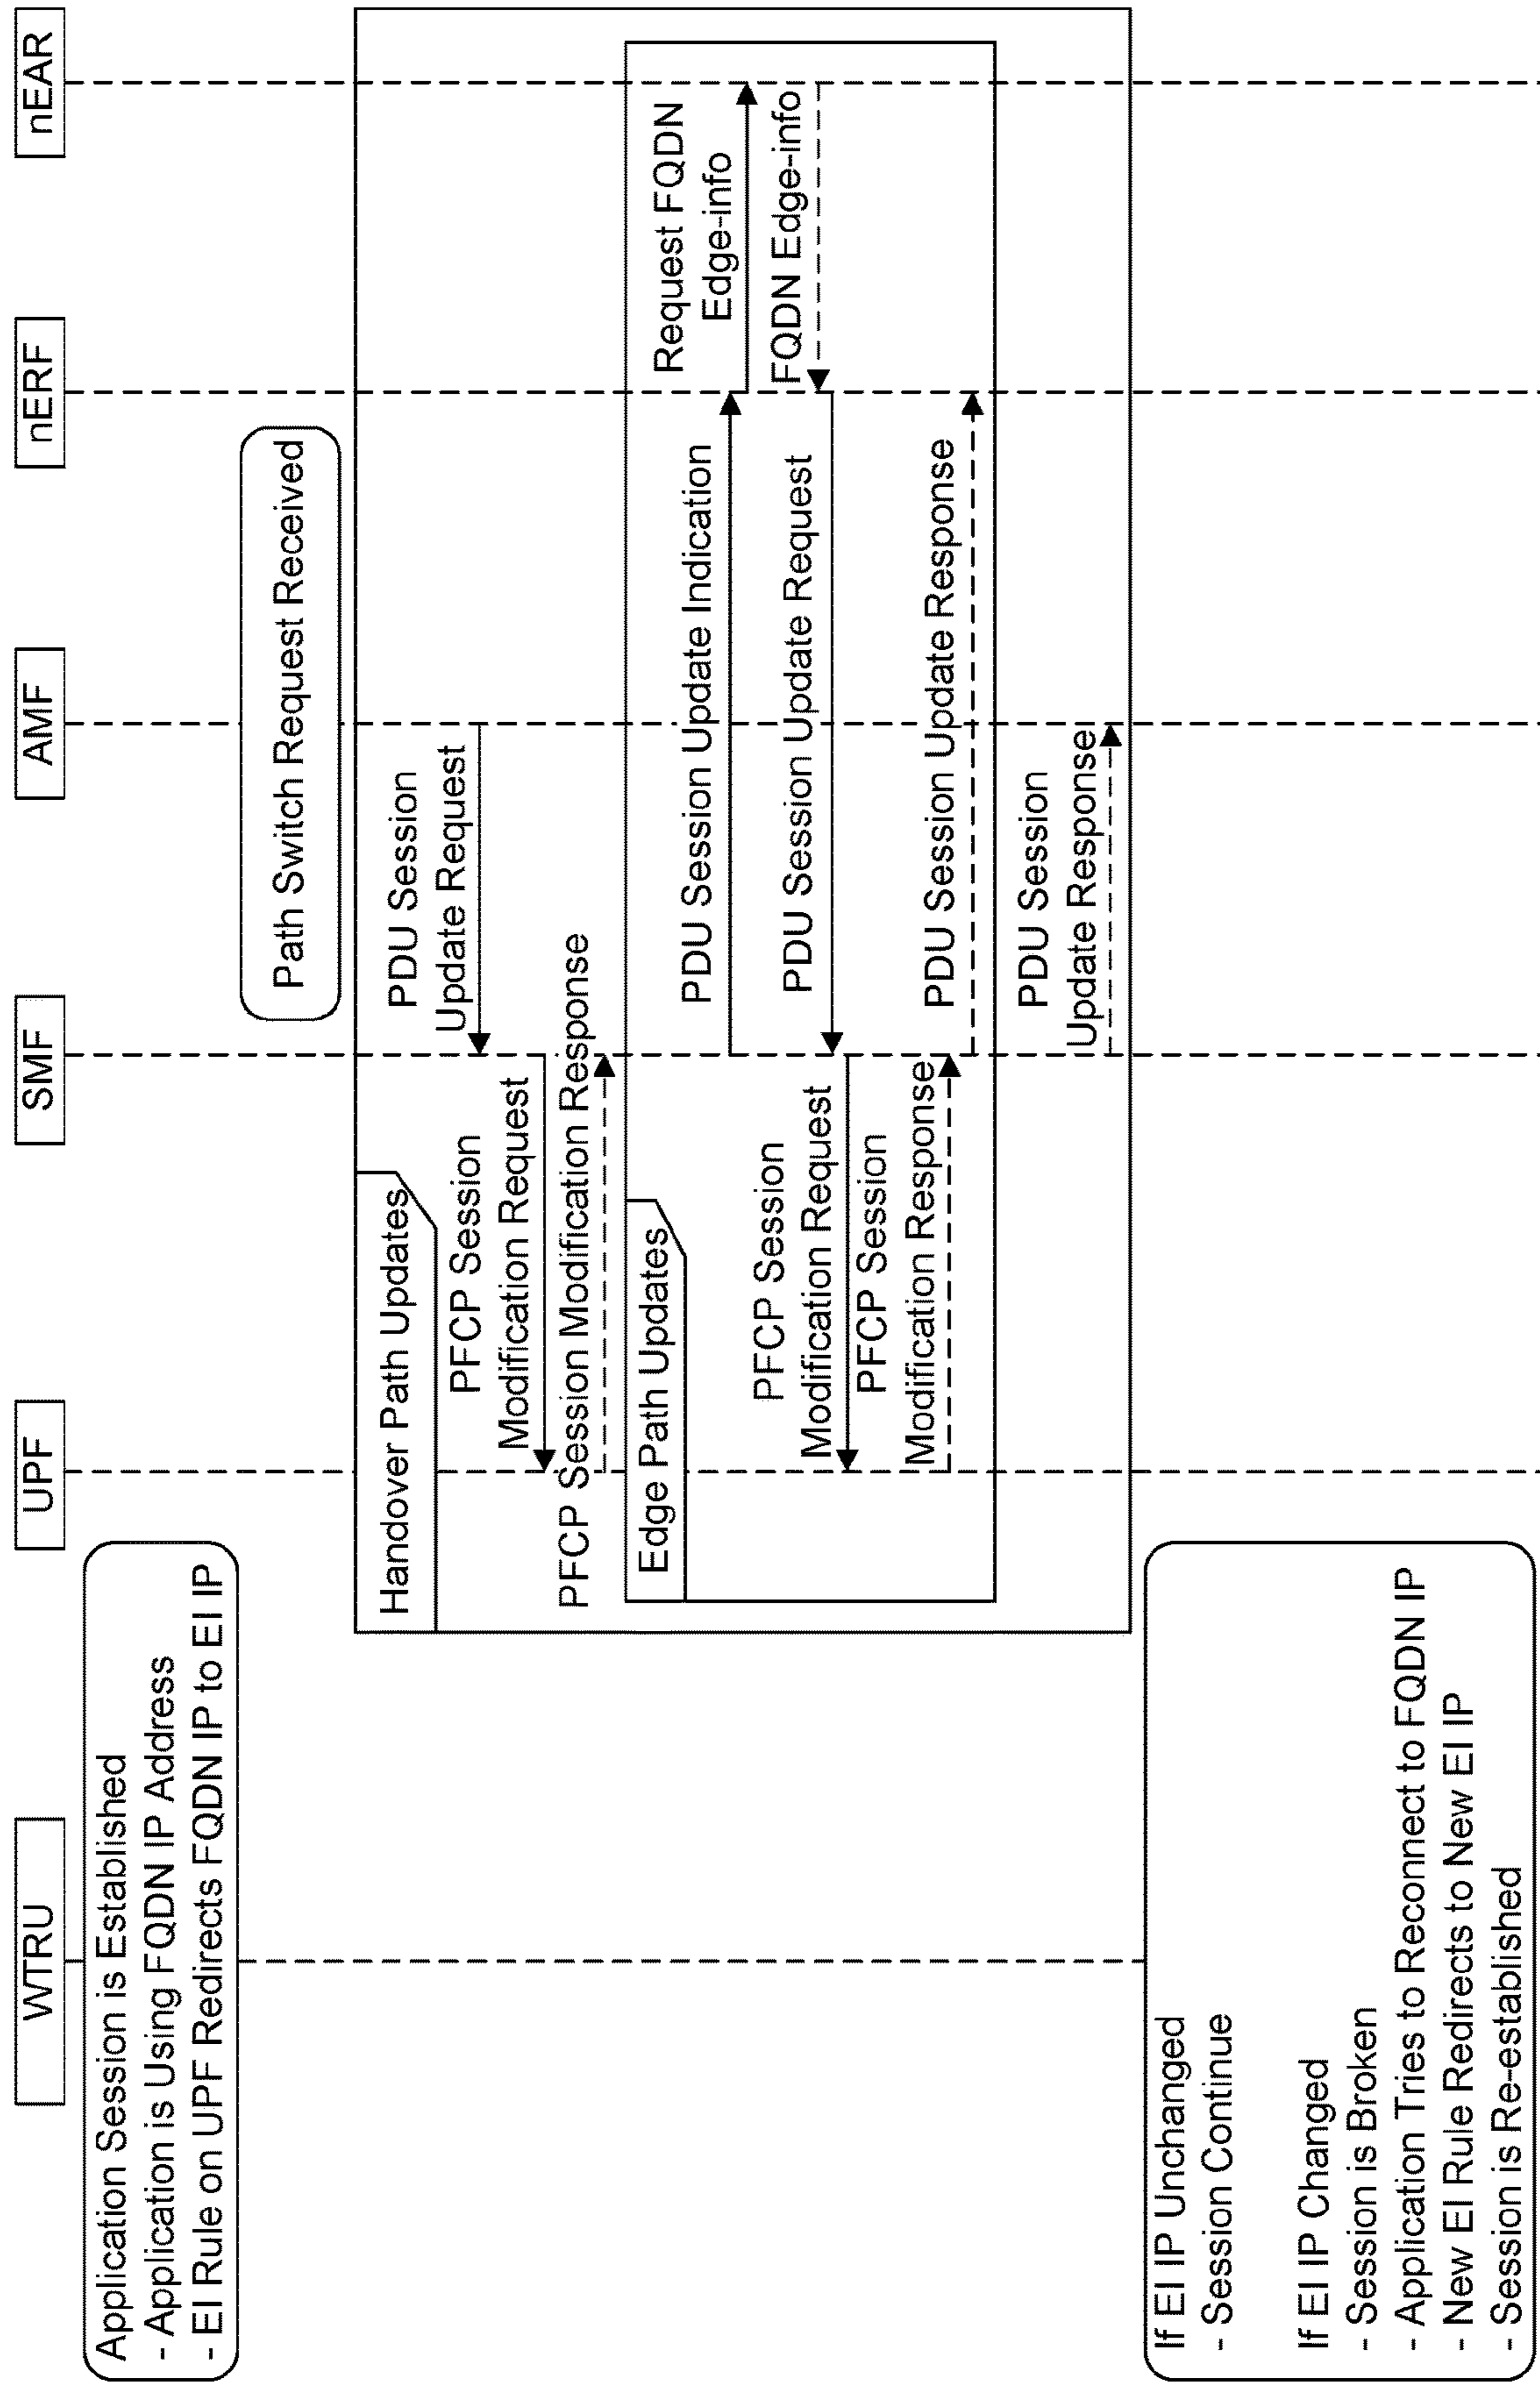 WTRU
UPF
SMF
AMF
nERF
nEAR
Application Session is Established
- Application is Using FQDN IP Address
- EI Rule on UPF Redirects FQDN IP to EI IP
Path Switch Request Received
Handover Path Updates
PDU Session
Update Request
PFCP Session
Modification Request
PFCP Session Modification Response
Edge Path Updates
PDU Session Update Indication
Request FQDN
Edge-info
FQDN Edge-info
PDU Session Update Request
PFCP Session
Modification Request
PFCP Session
Modification Response
PDU Session Update Response
PDU Session
Update Response
If EI IP Unchanged
- Session Continue
If EI IP Changed
- Session is Broken
- Application Tries to Reconnect to FQDN IP
- New EI Rule Redirects to New EI IP
- Session is Re-established